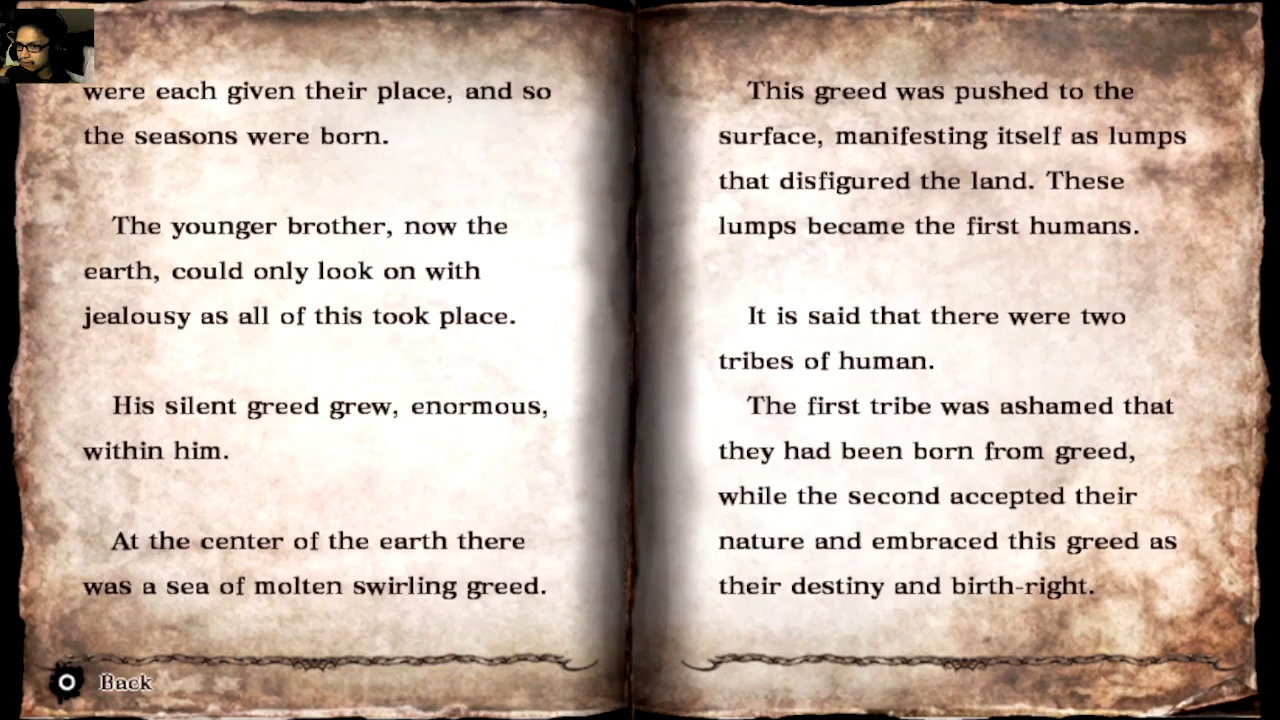 were each given their place, and so
the seasons were born.
The younger brother, now the
earth, could only look on with
jealousy as all of this took place.
His silent greed grew, enormous,
within him.
At the center of the earth there
was a sea of molten swirling greed.
This greed was pushed to the
surface, manifesting itself as lumps
that disfigured the land. These
lumps became the first humans.
It is said that there were two
tribes of human.
The first tribe was ashamed that
they had been born from greed,
while the second accepted their
nature and embraced this greed as
their destiny and birth-right.
Back